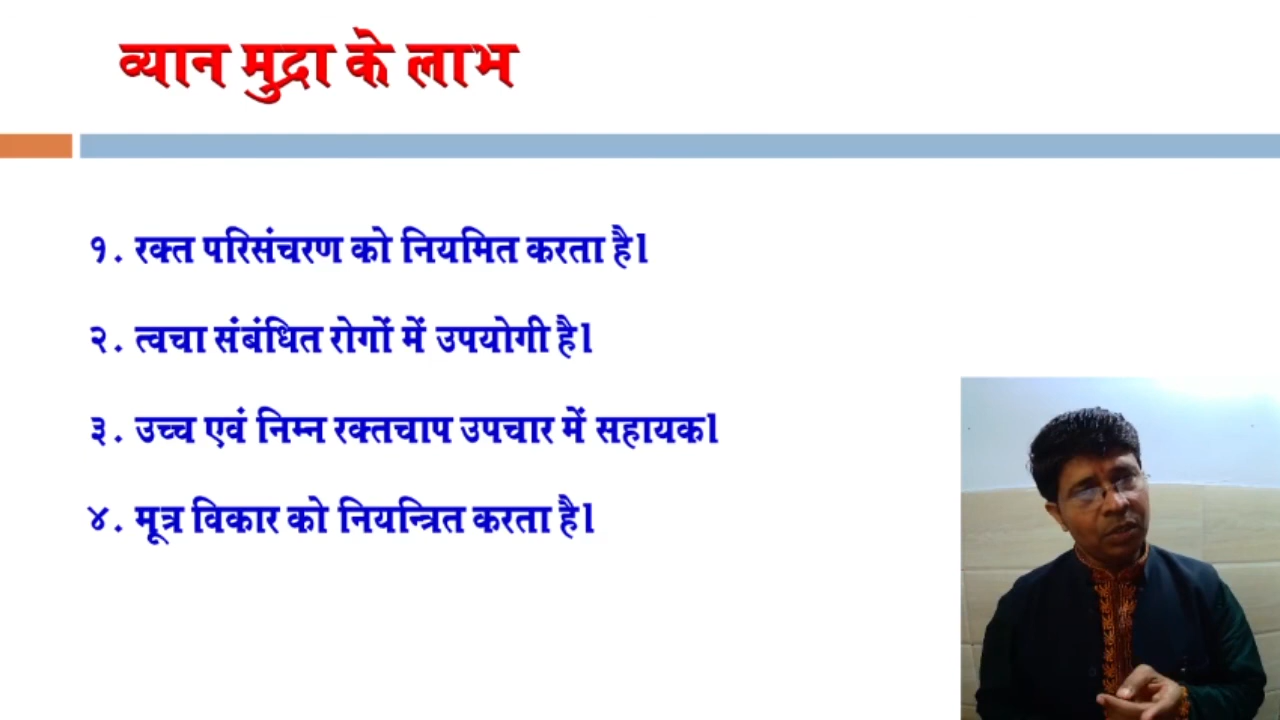 व्यान मुद्रा के लाभ
१. रक्त परिसंचरण को नियमित करता है।
२. त्वचा संबंधित रोगों में उपयोगी है।
३. उच्च एवं निम्न रक्तचाप उपचार में सहायक।
४. मूत्र विकार को नियन्त्रित करता है।